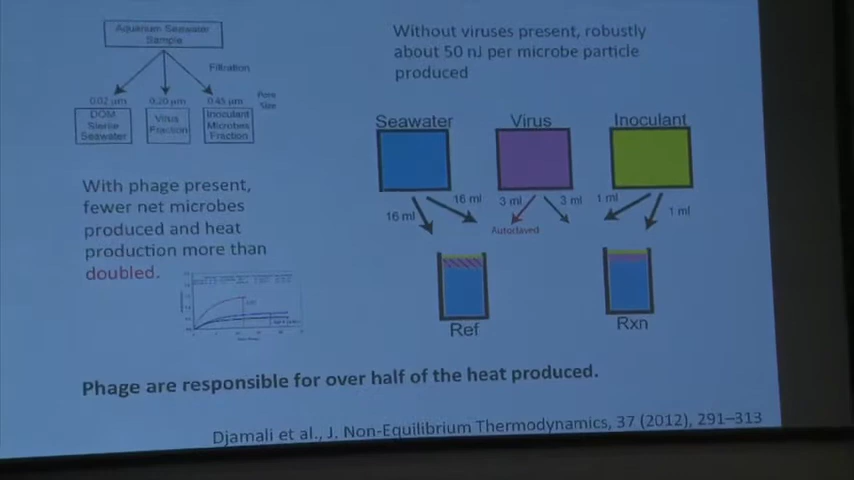 Aquarium Seawater
Sample
Filtration
0.02 μm 0.20 μm 0.45 μm Pore
Size
DOM
Sterile
Seawater
Virus
Fraction
Inoculant
Microbes
Fraction
Without viruses present, robustly
about 50 nJ per microbe particle
produced
Seawater Virus Inoculant
16 ml 16 ml 3 ml 3 ml 1 ml 1 ml
Autoclaved
Ref Rxn
With phage present,
fewer net microbes
produced and heat
production more than
doubled.
Phage are responsible for over half of the heat produced.
Djamali et al., J. Non-Equilibrium Thermodynamics, 37 (2012), 291–313